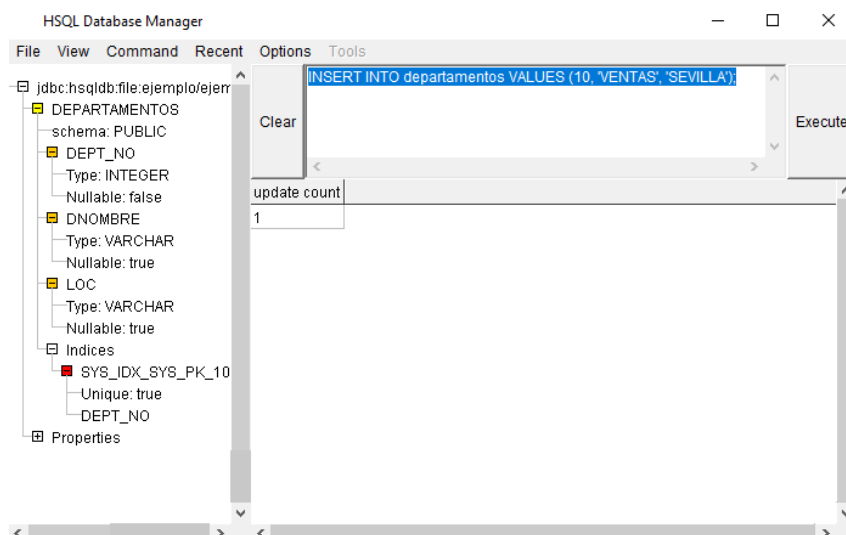 HSQL Database Manager
File View Command Recent Options Tools
jdbc:hsqldb:file:ejemplo/ejem
DEPARTAMENTOS
schema: PUBLIC
DEPT_NO
Type: INTEGER
Nullable: false
DNOMBRE
Type: VARCHAR
Nullable: true
LOC
Type: VARCHAR
Nullable: true
Indices
SYS_IDX_SYS_PK_10
Unique: true
DEPT_NO
Properties
Clear
INSERT INTO departamentos VALUES (10, 'VENTAS', 'SEVILLA');
Execute
update count
1